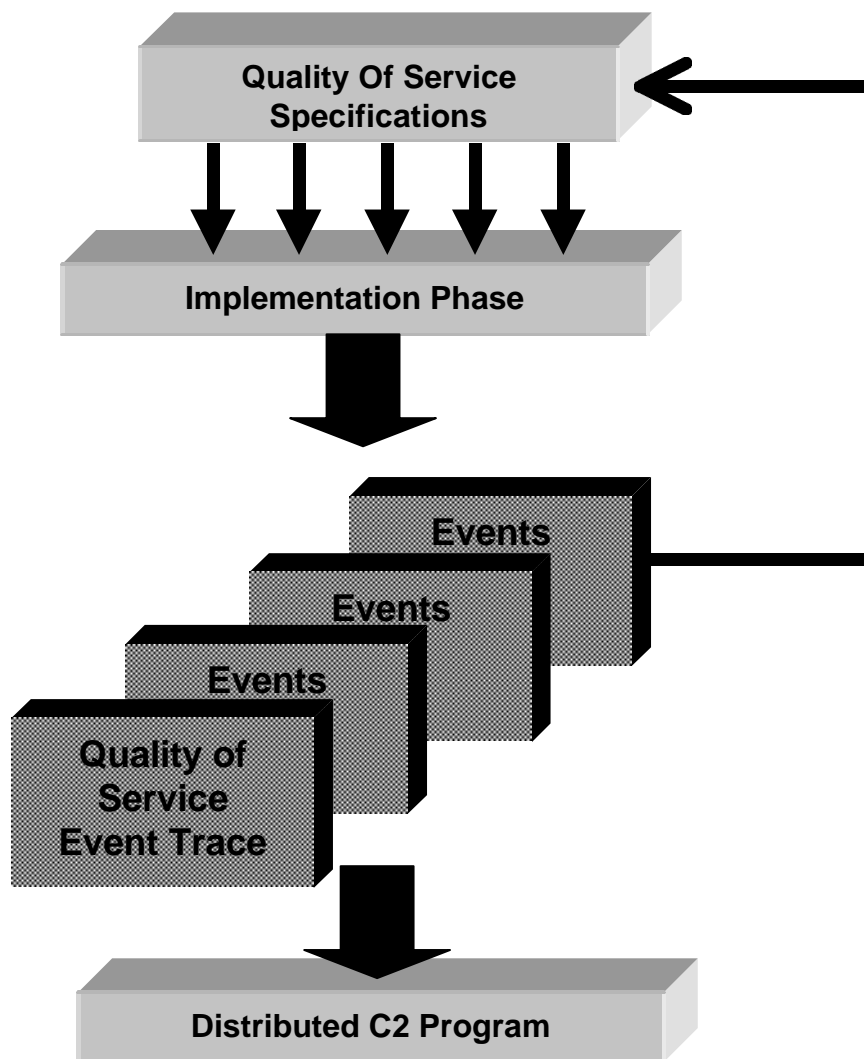 Quality Of Service
Specifications
Implementation Phase
Events
Events
Events
Quality of
Service
Event Trace
Distributed C2 Program